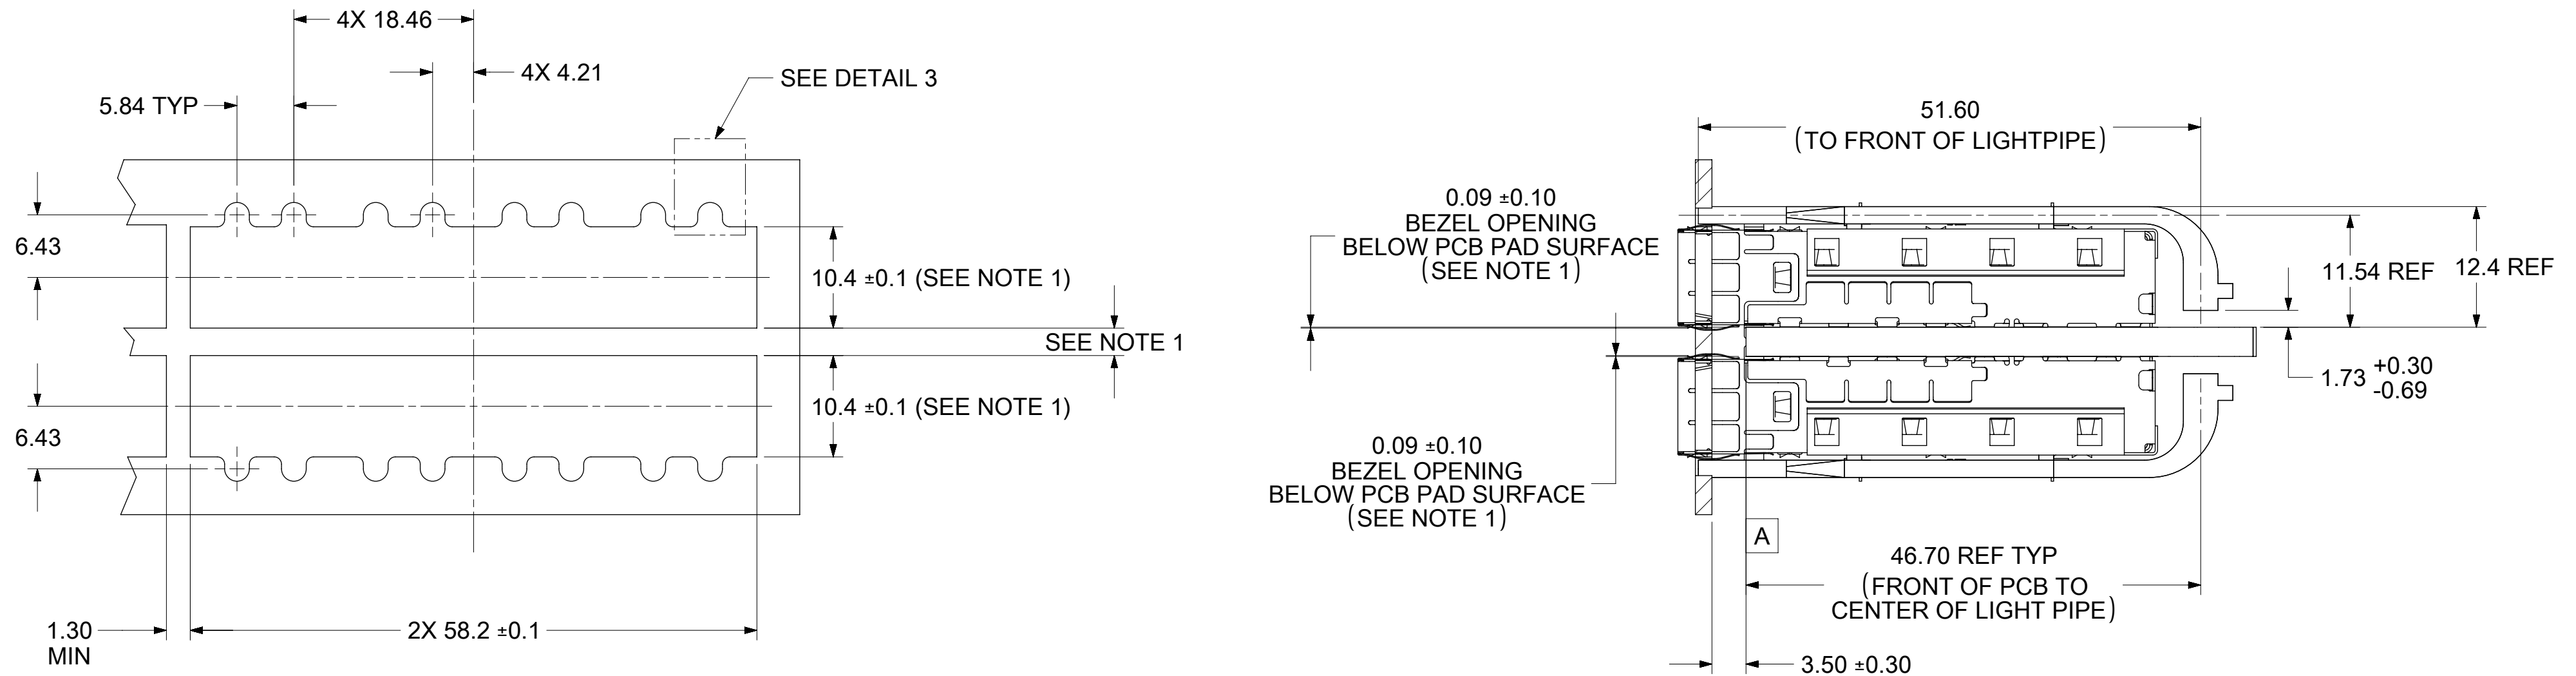 4X 18.46
4X 4.21
SEE DETAIL 3
5.84 TYP
6.43
10.4 ±0.1 (SEE NOTE 1)
SEE NOTE 1
10.4 ±0.1 (SEE NOTE 1)
6.43
1.30
MIN
2X 58.2 ±0.1
51.60
(TO FRONT OF LIGHTPIPE)
0.09 ±0.10
BEZEL OPENING
BELOW PCB PAD SURFACE
(SEE NOTE 1)
11.54 REF
12.4 REF
1.73 +0.30
-0.69
0.09 ±0.10
BEZEL OPENING
BELOW PCB PAD SURFACE
(SEE NOTE 1)
A
46.70 REF TYP
(FRONT OF PCB TO
CENTER OF LIGHT PIPE)
3.50 ±0.30